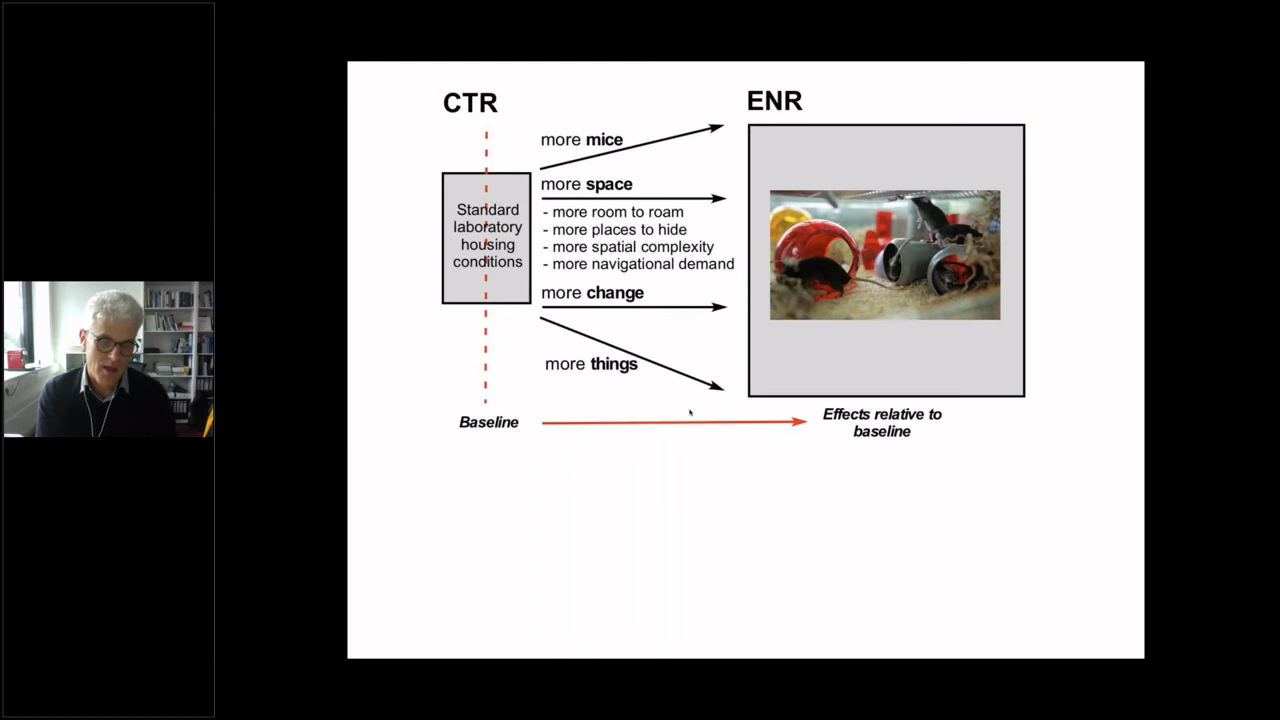 CTR
ENR
more mice
Standard
laboratory
housing
conditions
more space
- more room to roam
- more places to hide
- more spatial complexity
- more navigational demand
more change
more things
Baseline
Effects relative to
baseline